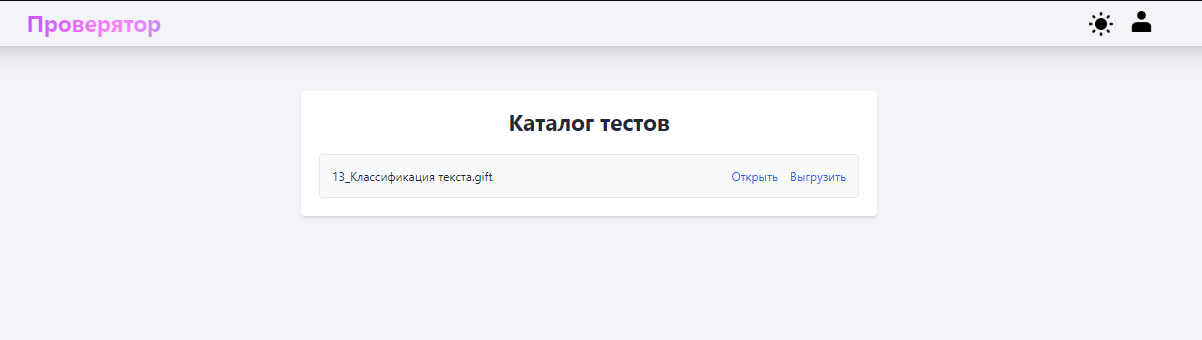 Проверятор
Каталог тестов
13_Классификация текста.gift Открыть Выгрузить